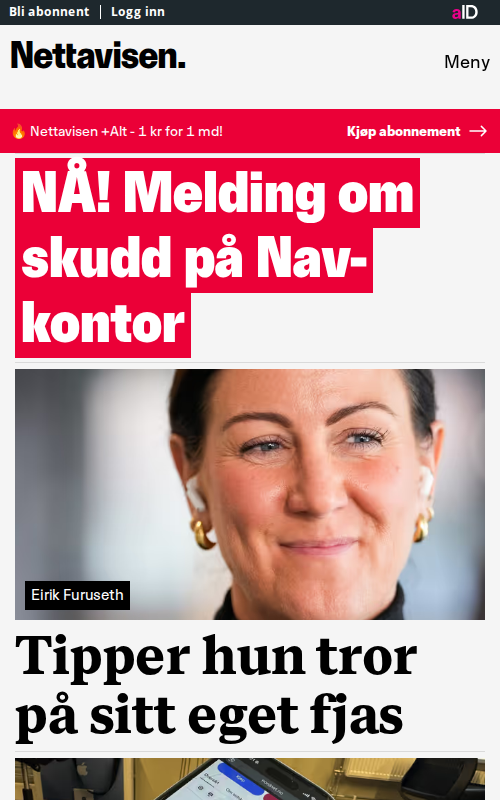 Bli abonnent
Logg inn
aID
Nettavisen.
Meny
🔥 Nettavisen +Alt - 1 kr for 1 md!
Kjøp abonnement →
NÅ! Melding om
skudd på Nav-
kontor
Eirik Furuseth
Tipper hun tror
på sitt eget fjas